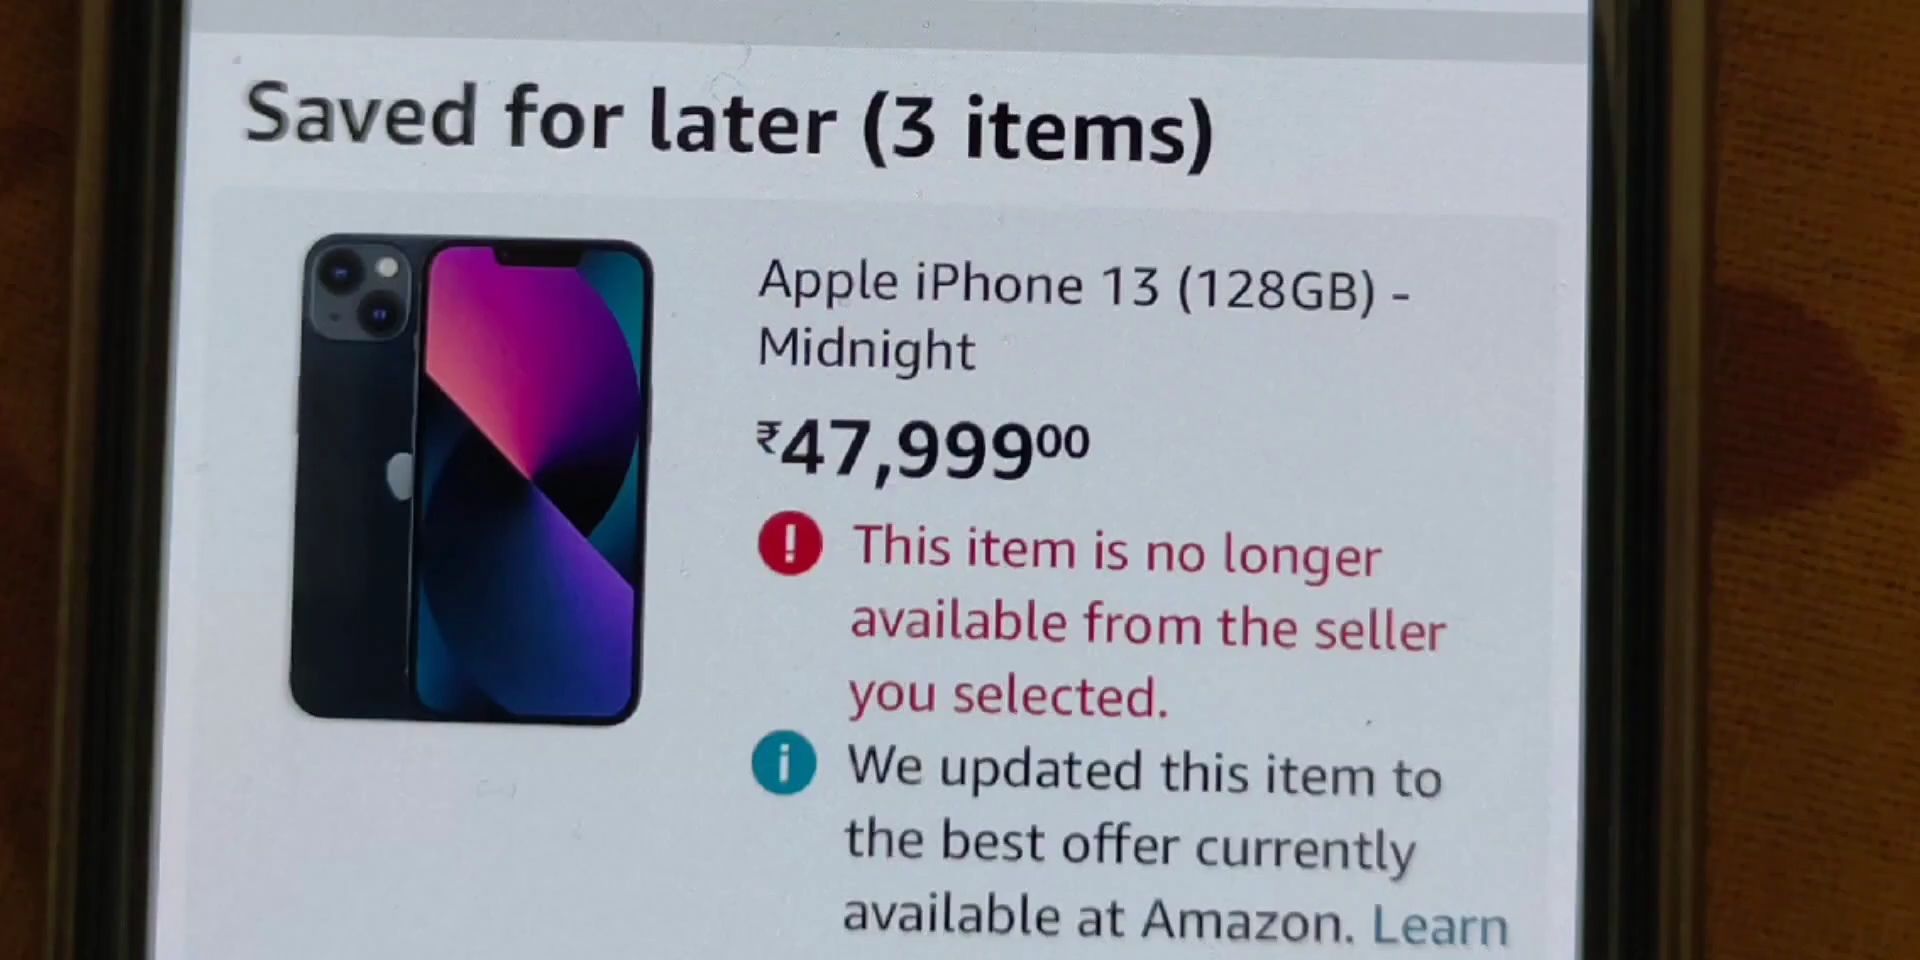 Saved for later (3 items)
Apple iPhone 13 (128GB) -
Midnight
₹47,99900
This item is no longer
available from the seller
you selected.
We updated this item to
the best offer currently
available at Amazon. Learn